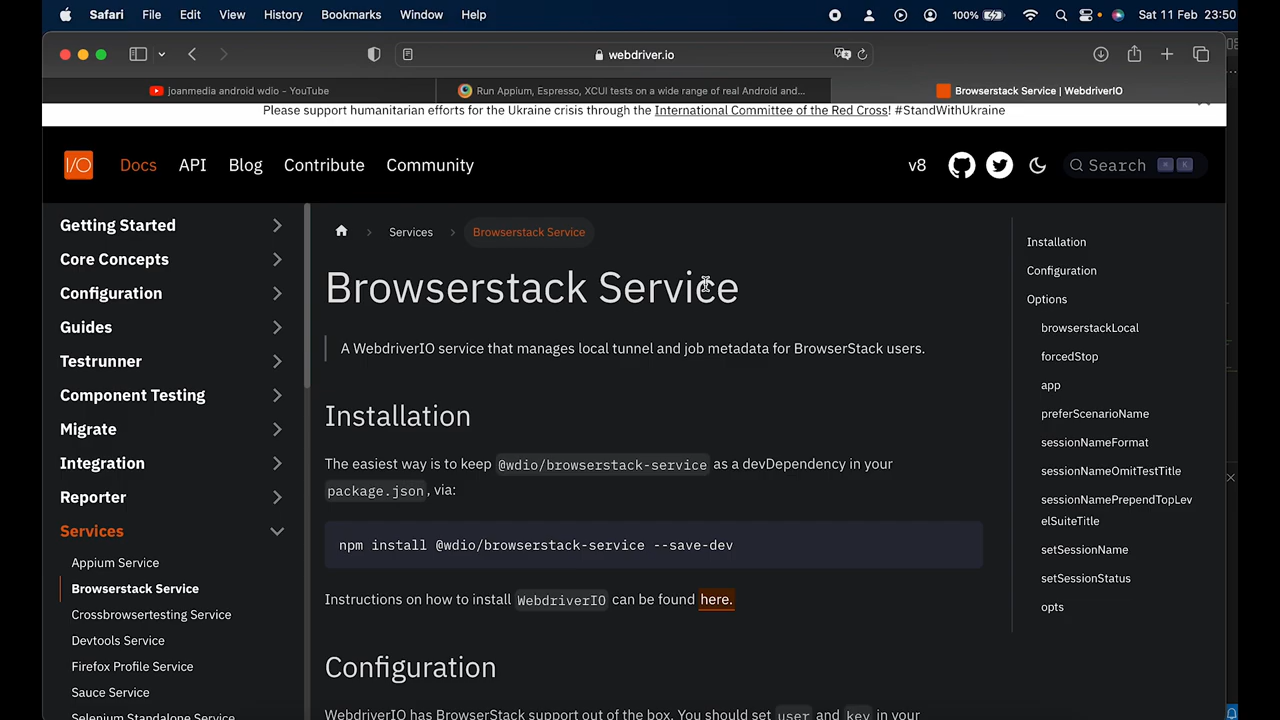 Safari File Edit View History Bookmarks Window Help 100% Sat 11 Feb 23:50
webdriver.io
joanmedia android wdio - YouTube
Run Appium, Espresso, XCUI tests on a wide range of real Android and...
Browserstack Service | WebdriverIO
Please support humanitarian efforts for the Ukraine crisis through the International Committee of the Red Cross! #StandWithUkraine
I/O Docs API Blog Contribute Community v8 Search ⌘ K
Getting Started
Core Concepts
Configuration
Guides
Testrunner
Component Testing
Migrate
Integration
Reporter
Services
Appium Service
Browserstack Service
Crossbrowsertesting Service
Devtools Service
Firefox Profile Service
Sauce Service
Selenium Standalone Service
Services Browserstack Service
Browserstack Service
A WebdriverIO service that manages local tunnel and job metadata for BrowserStack users.
Installation
The easiest way is to keep @wdio/browserstack-service as a devDependency in your
package.json, via:
npm install @wdio/browserstack-service --save-dev
Instructions on how to install WebdriverIO can be found here.
Configuration
WebdriverIO has BrowserStack support out of the box. You should set user and key in your
Installation
Configuration
Options
browserstackLocal
forcedStop
app
preferScenarioName
sessionNameFormat
sessionNameOmitTestTitle
sessionNamePrependTopLev
elSuiteTitle
setSessionName
setSessionStatus
opts